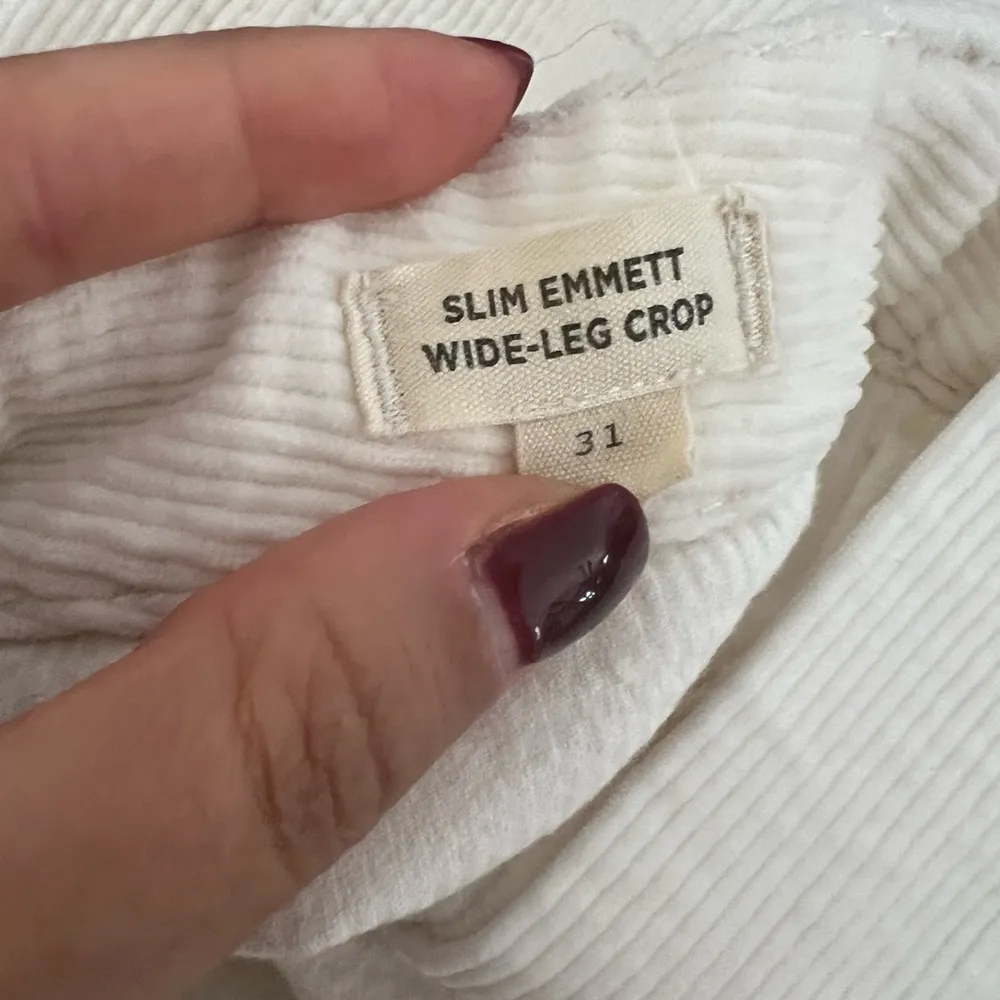 SLIM EMMETT
WIDE-LEG CROP
31